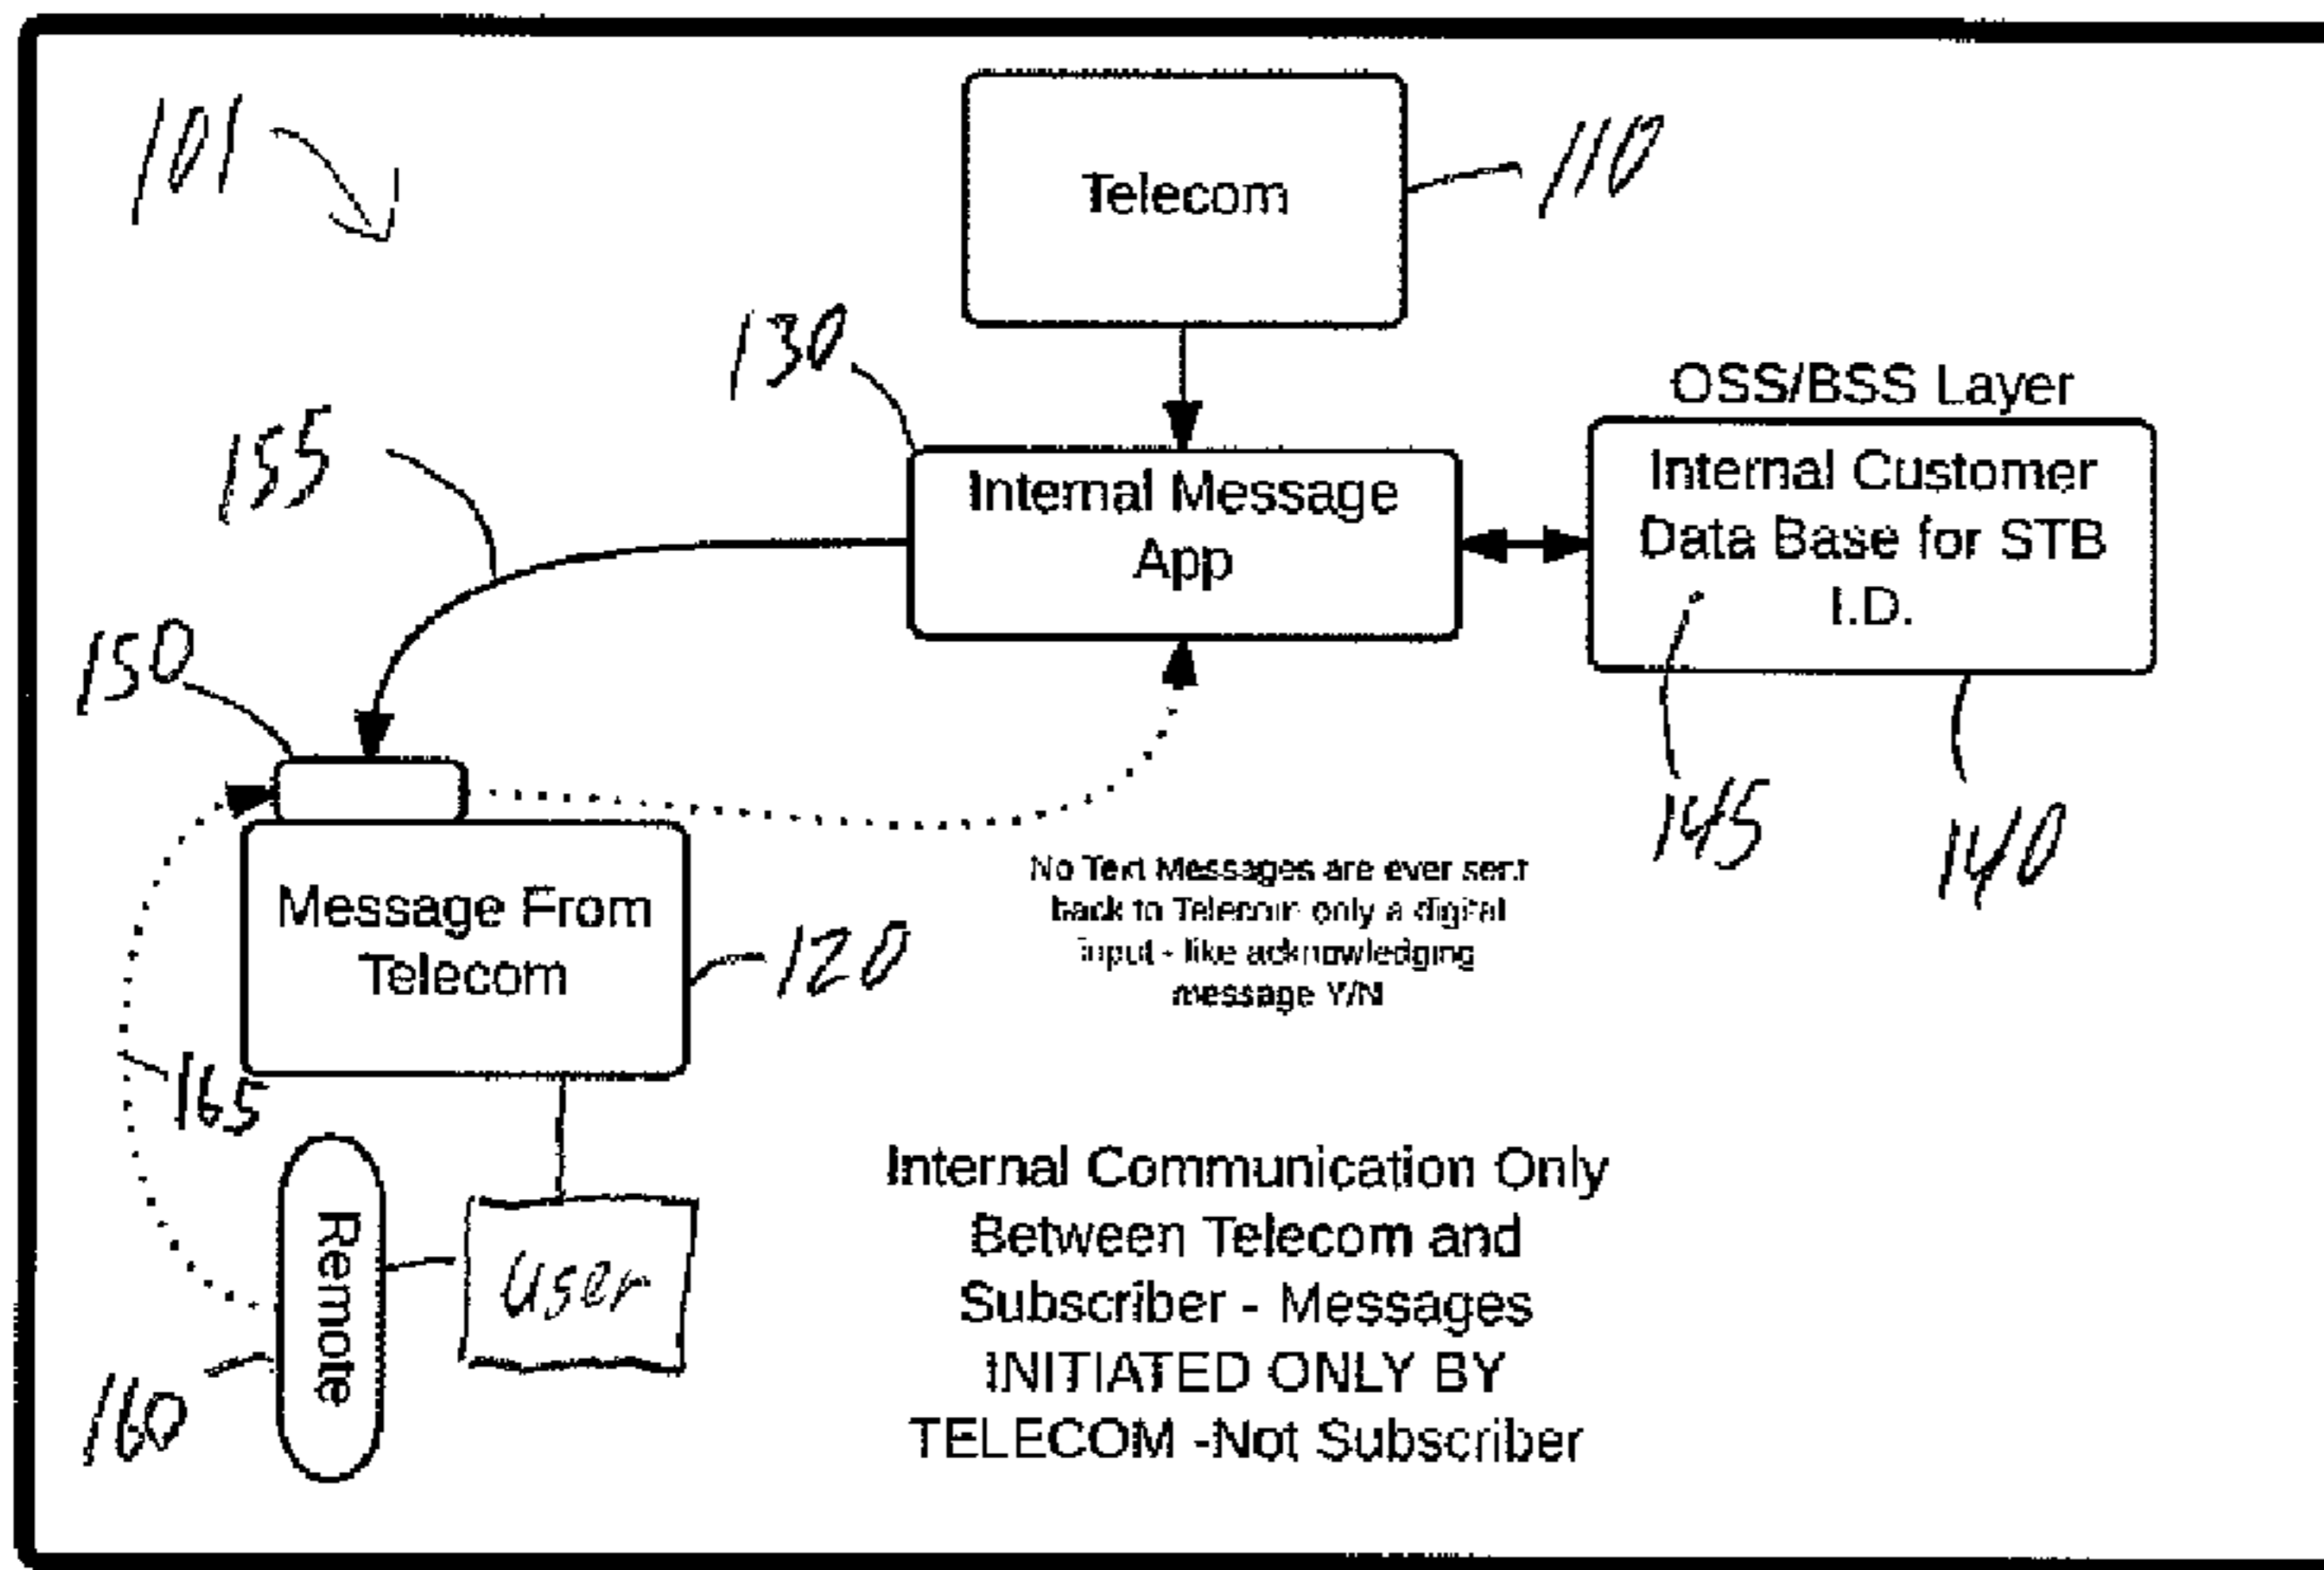 101
Telecom
110
130
OSS/BSS Layer
155
Internal Message
App
Internal Customer
Data Base for STB
I.D.
150
145
140
No Text Messages are ever sent
back to Telecom only a digital
input - like acknowledging
message Y/N
Message From
Telecom
120
165
Remote
User
160
Internal Communication Only
Between Telecom and
Subscriber - Messages
INITIATED ONLY BY
TELECOM -Not Subscriber